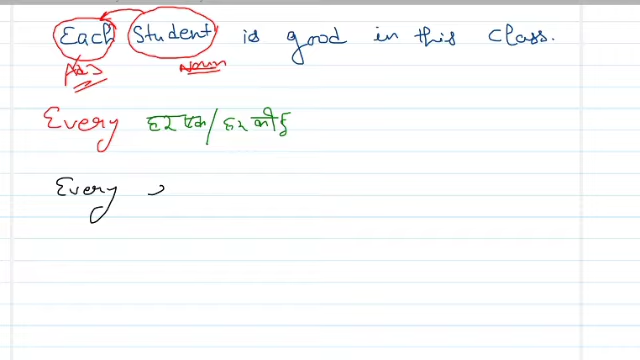 Each Student is good in this class.
Adj Noun
Every हर एक/हर कोई
Every